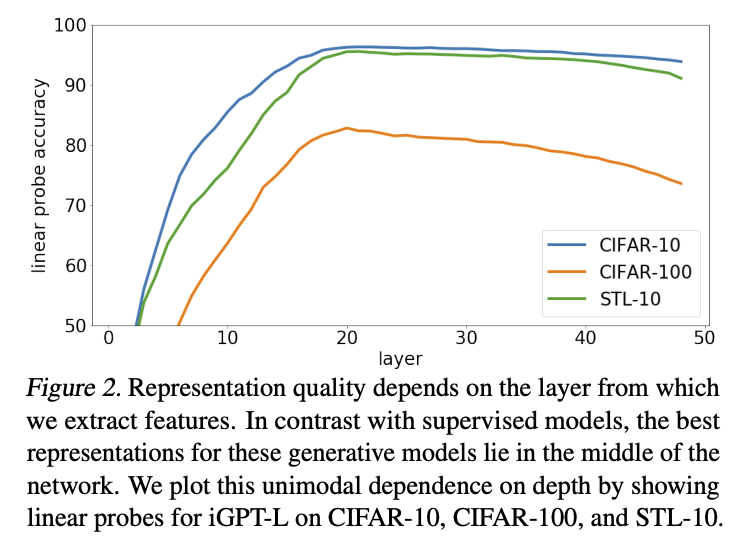 100
90
80
70
60
50
linear probe accuracy
0
10
20
30
40
50
layer
CIFAR-10
CIFAR-100
STL-10
Figure 2. Representation quality depends on the layer from which
we extract features. In contrast with supervised models, the best
representations for these generative models lie in the middle of the
network. We plot this unimodal dependence on depth by showing
linear probes for iGPT-L on CIFAR-10, CIFAR-100, and STL-10.